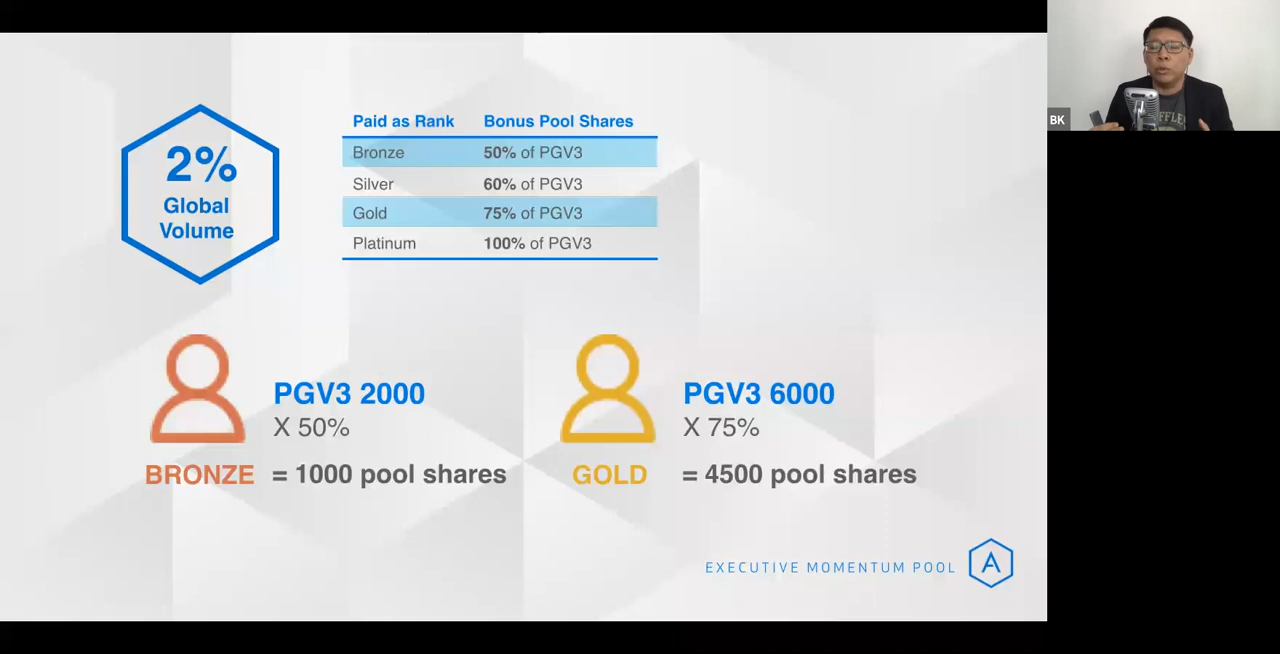 2%
Global
Volume
Paid as Rank Bonus Pool Shares
Bronze 50% of PGV3
Silver 60% of PGV3
Gold 75% of PGV3
Platinum 100% of PGV3
PGV3 2000
X 50%
BRONZE = 1000 pool shares
PGV3 6000
X 75%
GOLD = 4500 pool shares
EXECUTIVE MOMENTUM POOL A
BK